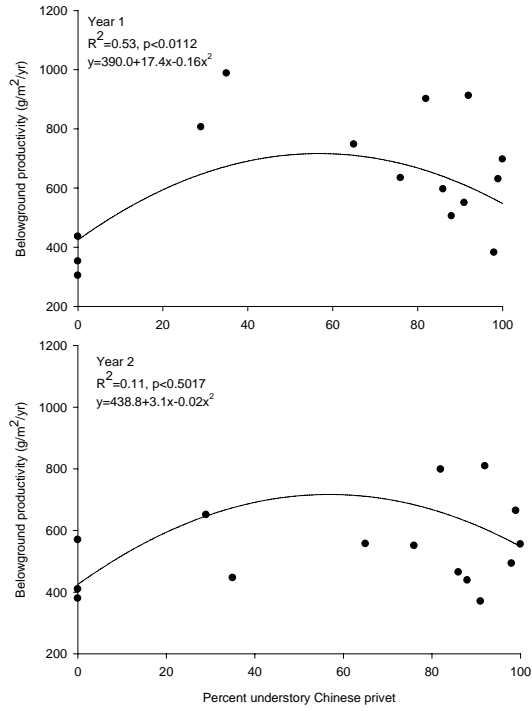 Year 1
R²=0.53, p<0.0112
y=390.0+17.4x-0.16x²
Belowground productivity (g/m²/yr)
1200
1000
800
600
400
200
0 20 40 60 80 100
Year 2
R²=0.11, p<0.5017
y=438.8+3.1x-0.02x²
Belowground productivity (g/m²/yr)
1200
1000
800
600
400
200
0 20 40 60 80 100
Percent understory Chinese privet